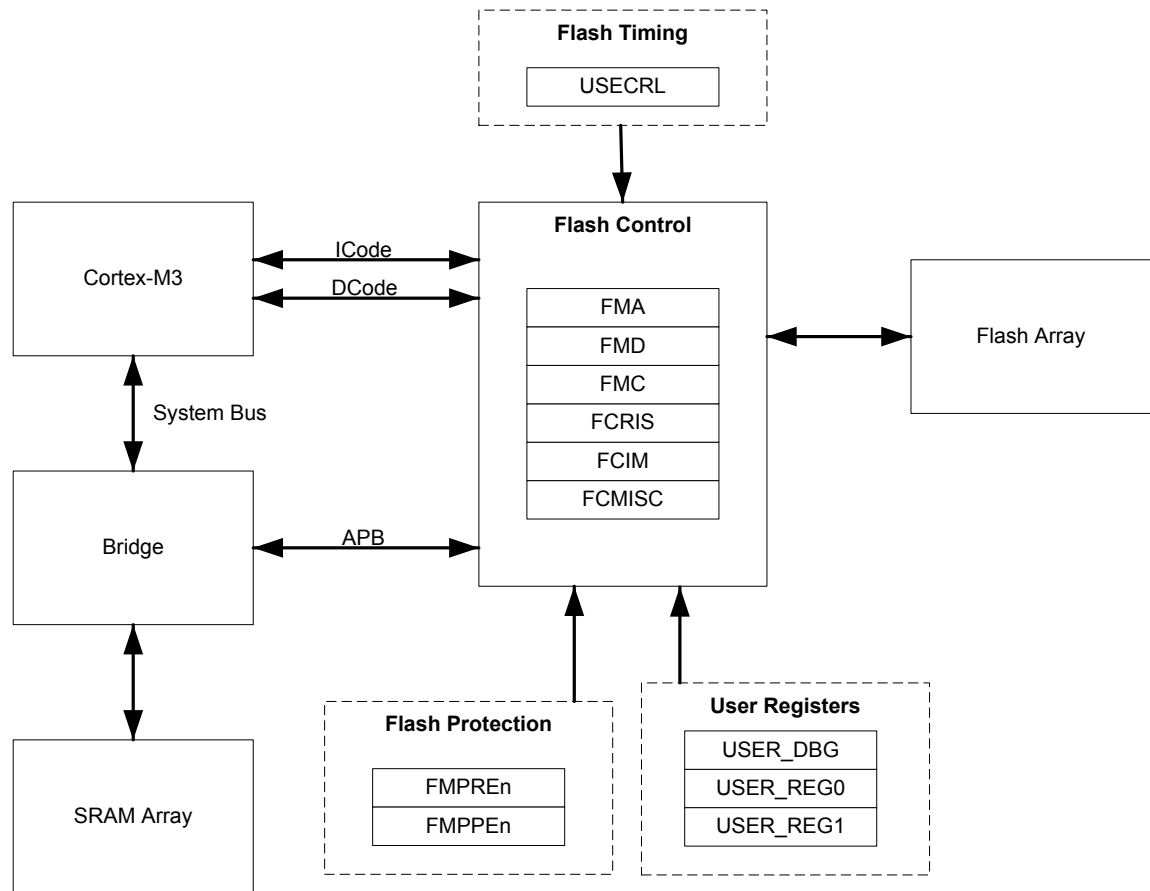 Flash Timing
USECRL
Flash Control
ICode
Cortex-M3
DCode
FMA
FMD
Flash Array
FMC
System Bus
FCRIS
FCIM
FCMISC
Bridge
APB
User Registers
Flash Protection
USER_DBG
FMPREn
USER_REG0
SRAM Array
FMPPEn
USER_REG1